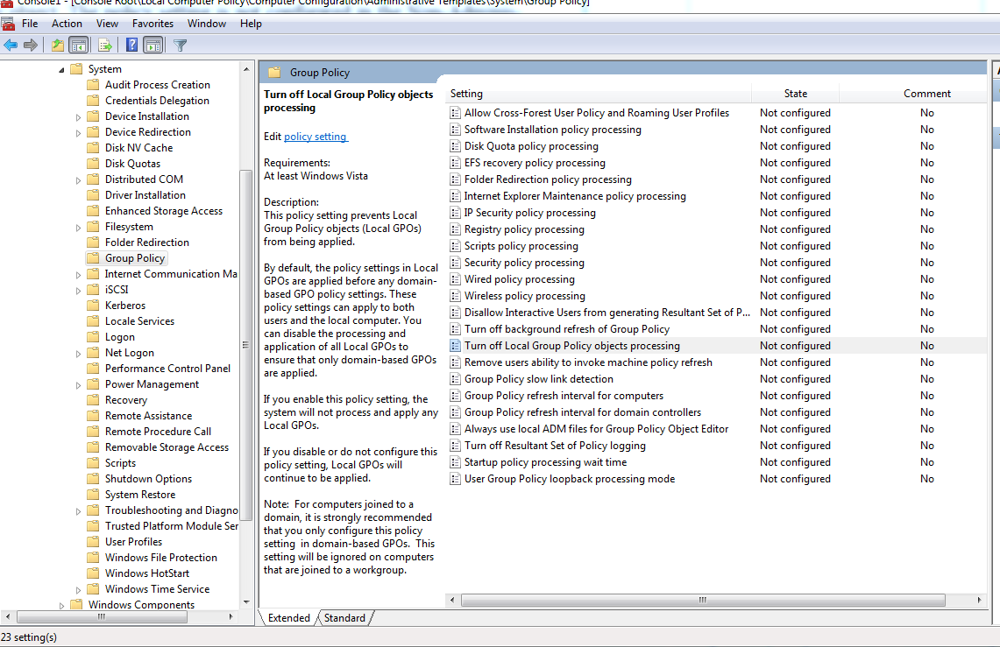 Console1 - [Console Root\Local Computer Policy\Computer Configuration\Administrative Templates\System\Group Policy]
File Action View Favorites Window Help
System
Audit Process Creation
Credentials Delegation
Device Installation
Device Redirection
Disk NV Cache
Disk Quotas
Distributed COM
Driver Installation
Enhanced Storage Access
Filesystem
Folder Redirection
Group Policy
Internet Communication Ma
iSCSI
Kerberos
Locale Services
Logon
Net Logon
Performance Control Panel
Power Management
Recovery
Remote Assistance
Remote Procedure Call
Removable Storage Access
Scripts
Shutdown Options
System Restore
Troubleshooting and Diagno
Trusted Platform Module Ser
User Profiles
Windows File Protection
Windows HotStart
Windows Time Service
Windows Components
Group Policy
Turn off Local Group Policy objects
processing
Edit policy setting
Requirements:
At least Windows Vista
Description:
This policy setting prevents Local
Group Policy objects (Local GPOs)
from being applied.
By default, the policy settings in Local
GPOs are applied before any domain-
based GPO policy settings. These
policy settings can apply to both
users and the local computer. You
can disable the processing and
application of all Local GPOs to
ensure that only domain-based GPOs
are applied.
If you enable this policy setting, the
system will not process and apply any
Local GPOs.
If you disable or do not configure this
policy setting, Local GPOs will
continue to be applied.
Note: For computers joined to a
domain, it is strongly recommended
that you only configure this policy
setting in domain-based GPOs. This
setting will be ignored on computers
that are joined to a workgroup.
Setting State Comment
Allow Cross-Forest User Policy and Roaming User Profiles Not configured No
Software Installation policy processing Not configured No
Disk Quota policy processing Not configured No
EFS recovery policy processing Not configured No
Folder Redirection policy processing Not configured No
Internet Explorer Maintenance policy processing Not configured No
IP Security policy processing Not configured No
Registry policy processing Not configured No
Scripts policy processing Not configured No
Security policy processing Not configured No
Wired policy processing Not configured No
Wireless policy processing Not configured No
Disallow Interactive Users from generating Resultant Set of P... Not configured No
Turn off background refresh of Group Policy Not configured No
Turn off Local Group Policy objects processing Not configured No
Remove users ability to invoke machine policy refresh Not configured No
Group Policy slow link detection Not configured No
Group Policy refresh interval for computers Not configured No
Group Policy refresh interval for domain controllers Not configured No
Always use local ADM files for Group Policy Object Editor Not configured No
Turn off Resultant Set of Policy logging Not configured No
Startup policy processing wait time Not configured No
User Group Policy loopback processing mode Not configured No
Extended Standard
23 setting(s)